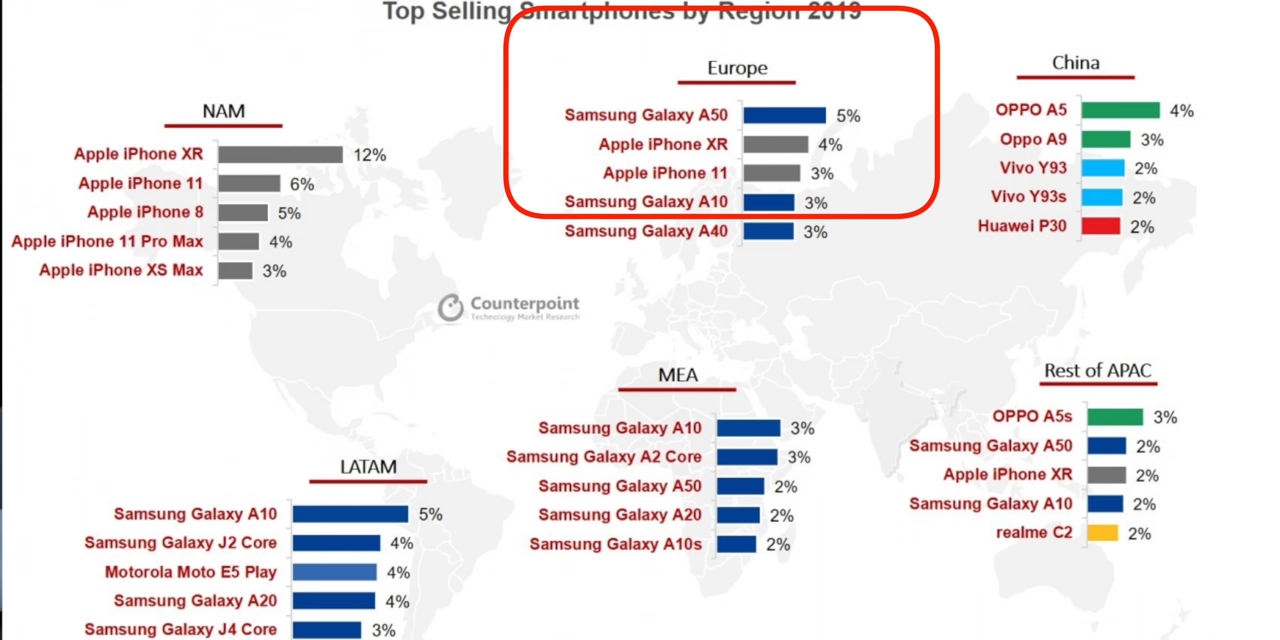 Top Selling Smartphones by Region 2019
NAM
Apple iPhone XR 12%
Apple iPhone 11 6%
Apple iPhone 8 5%
Apple iPhone 11 Pro Max 4%
Apple iPhone XS Max 3%
Europe
Samsung Galaxy A50 5%
Apple iPhone XR 4%
Apple iPhone 11 3%
Samsung Galaxy A10 3%
Samsung Galaxy A40 3%
China
OPPO A5 4%
Oppo A9 3%
Vivo Y93 2%
Vivo Y93s 2%
Huawei P30 2%
Counterpoint
Technology Market Research
LATAM
Samsung Galaxy A10 5%
Samsung Galaxy J2 Core 4%
Motorola Moto E5 Play 4%
Samsung Galaxy A20 4%
Samsung Galaxy J4 Core 3%
MEA
Samsung Galaxy A10 3%
Samsung Galaxy A2 Core 3%
Samsung Galaxy A50 2%
Samsung Galaxy A20 2%
Samsung Galaxy A10s 2%
Rest of APAC
OPPO A5s 3%
Samsung Galaxy A50 2%
Apple iPhone XR 2%
Samsung Galaxy A10 2%
realme C2 2%